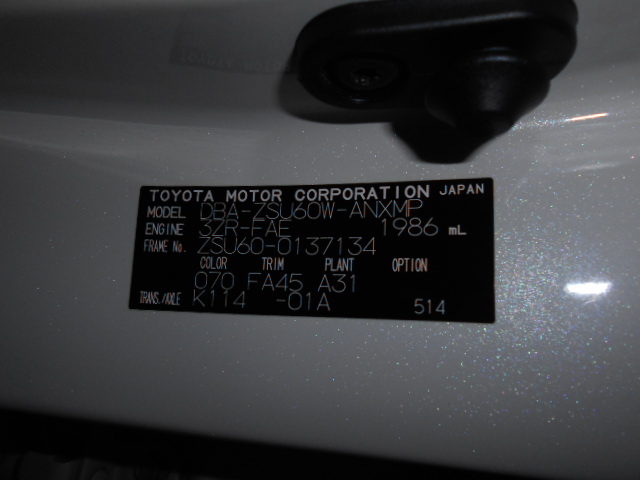 TOYOTA MOTOR CORPORATION JAPAN
MODEL DBA-ZSU60W-ANXMP
ENGINE 3ZR-FAE 1986 mL
FRAME No. ZSU60-0137134
COLOR TRIM PLANT OPTION
070 FA45 A31
TRANS./AXLE K114 -01A 514